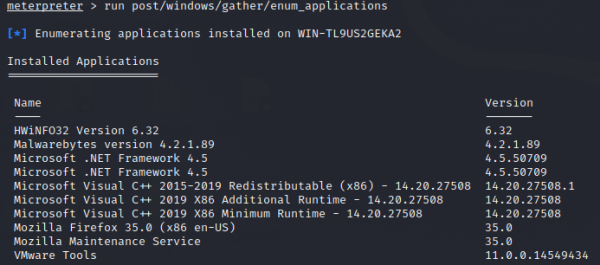 meterpreter > run post/windows/gather/enum_applications
[*] Enumerating applications installed on WIN-TL9US2GEKA2
Installed Applications
======================
Name Version
---- -------
HWiNFO32 Version 6.32 6.32
Malwarebytes version 4.2.1.89 4.2.1.89
Microsoft .NET Framework 4.5 4.5.50709
Microsoft .NET Framework 4.5 4.5.50709
Microsoft Visual C++ 2015-2019 Redistributable (x86) - 14.20.27508 14.20.27508.1
Microsoft Visual C++ 2019 X86 Additional Runtime - 14.20.27508 14.20.27508
Microsoft Visual C++ 2019 X86 Minimum Runtime - 14.20.27508 14.20.27508
Mozilla Firefox 35.0 (x86 en-US) 35.0
Mozilla Maintenance Service 35.0
VMware Tools 11.0.0.14549434